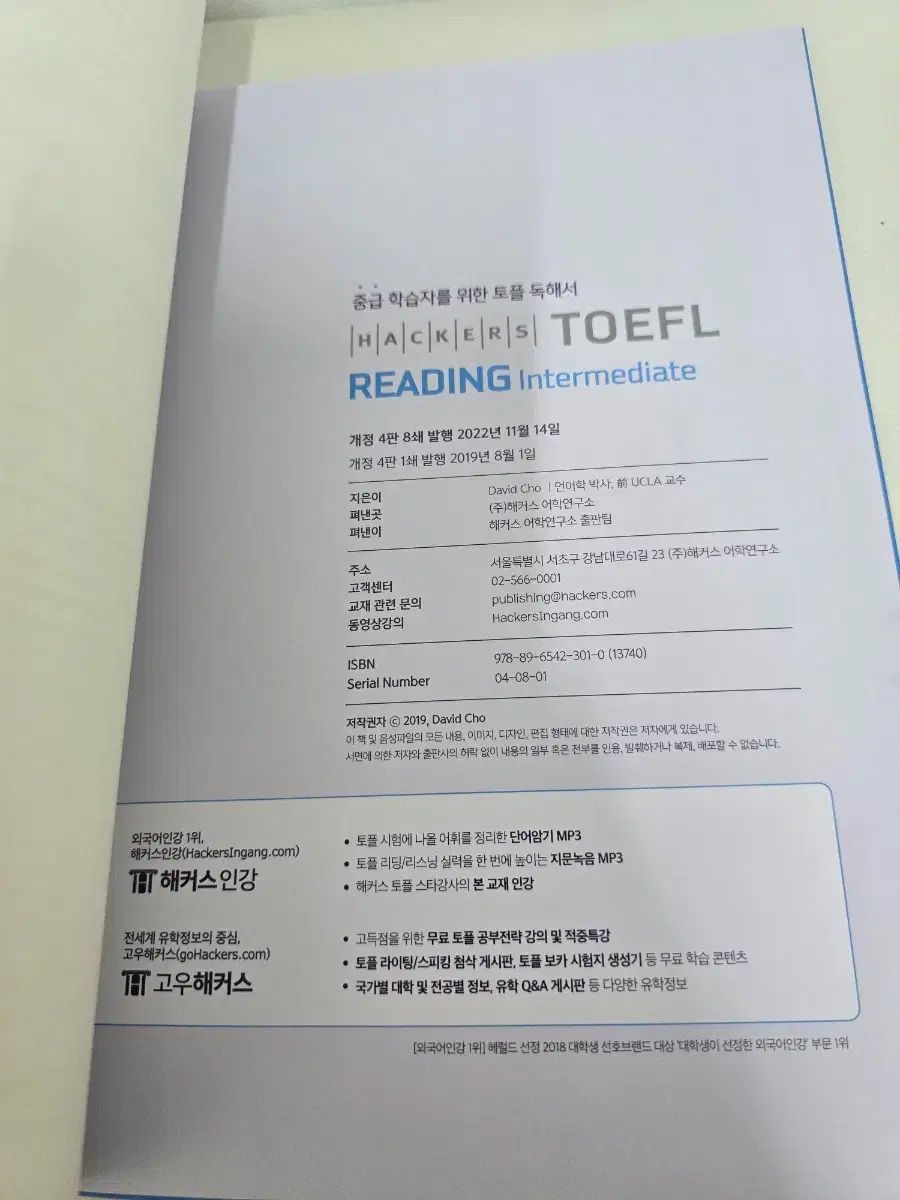 중급 학습자를 위한 토플 독해서
HACKERS TOEFL
READING Intermediate
개정 4판 8쇄 발행 2022년 11월 14일
개정 4판 1쇄 발행 2019년 8월 1일
지은이 David Cho | 언어학 박사, 前 UCLA 교수
펴낸곳 (주)해커스 어학연구소
펴낸이 해커스 어학연구소 출판팀
주소 서울특별시 서초구 강남대로61길 23 (주)해커스 어학연구소
고객센터 02-566-0001
교재 관련 문의 publishing@hackers.com
동영상강의 HackersIngang.com
ISBN 978-89-6542-301-0 (13740)
Serial Number 04-08-01
저작권자 ⓒ 2019, David Cho
이 책 및 음성파일의 모든 내용, 이미지, 디자인, 편집 형태에 대한 저작권은 저자에게 있습니다.
서면에 의한 저자와 출판사의 허락 없이 내용의 일부 혹은 전부를 인용, 발췌하거나 복제, 배포할 수 없습니다.
외국어인강 1위,
해커스인강(HackersIngang.com)
해커스인강
• 토플 시험에 나올 어휘를 정리한 단어암기 MP3
• 토플 리딩/리스닝 실력을 한 번에 높이는 지문녹음 MP3
• 해커스 토플 스타강사의 본 교재 인강
전세계 유학정보의 중심,
고우해커스(goHackers.com)
고우해커스
• 고득점을 위한 무료 토플 공부전략 강의 및 적중특강
• 토플 라이팅/스피킹 첨삭 게시판, 토플 보카 시험지 생성기 등 무료 학습 콘텐츠
• 국가별 대학 및 전공별 정보, 유학 Q&A 게시판 등 다양한 유학정보
[외국어인강 1위] 헤럴드 선정 2018 대학생 선호브랜드 대상 '대학생이 선정한 외국어인강' 부문 1위